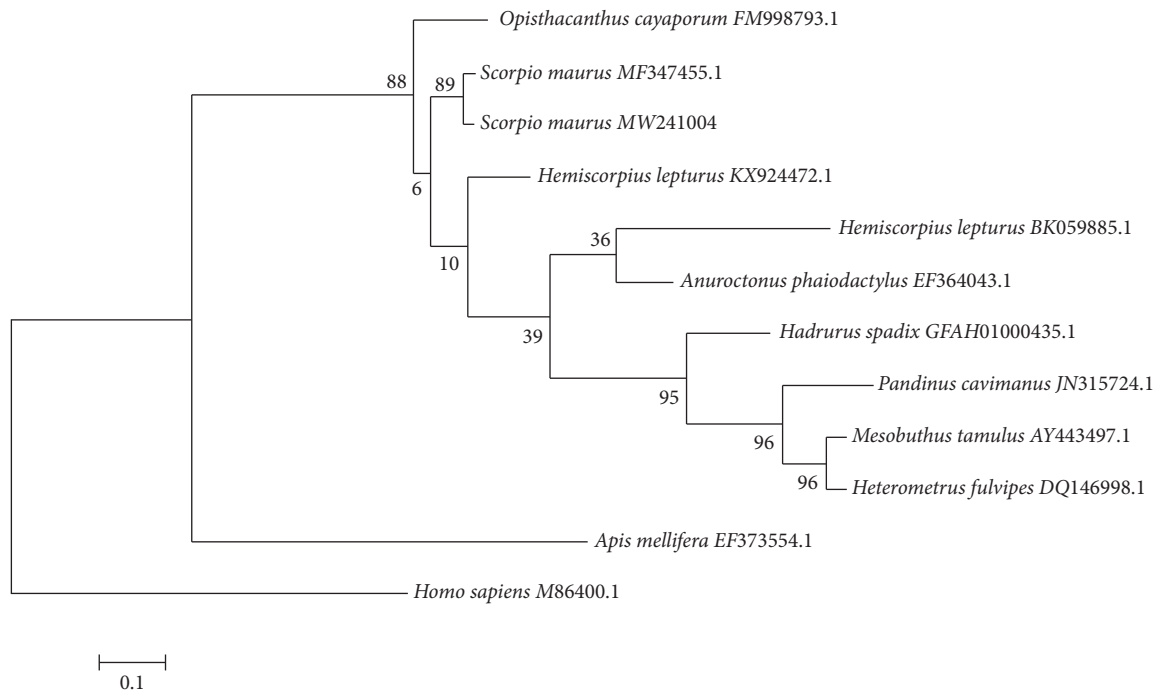 Opisthacanthus cayaporum FM998793.1
88
89
Scorpio maurus MF347455.1
Scorpio maurus MW241004
6
Hemiscorpius lepturus KX924472.1
10
36
Hemiscorpius lepturus BK059885.1
Anuroctonus phaiodactylus EF364043.1
39
Hadrurus spadix GFAH01000435.1
95
Pandinus cavimanus JN315724.1
96
Mesobuthus tamulus AY443497.1
96
Heterometrus fulvipes DQ146998.1
Apis mellifera EF373554.1
Homo sapiens M86400.1
0.1